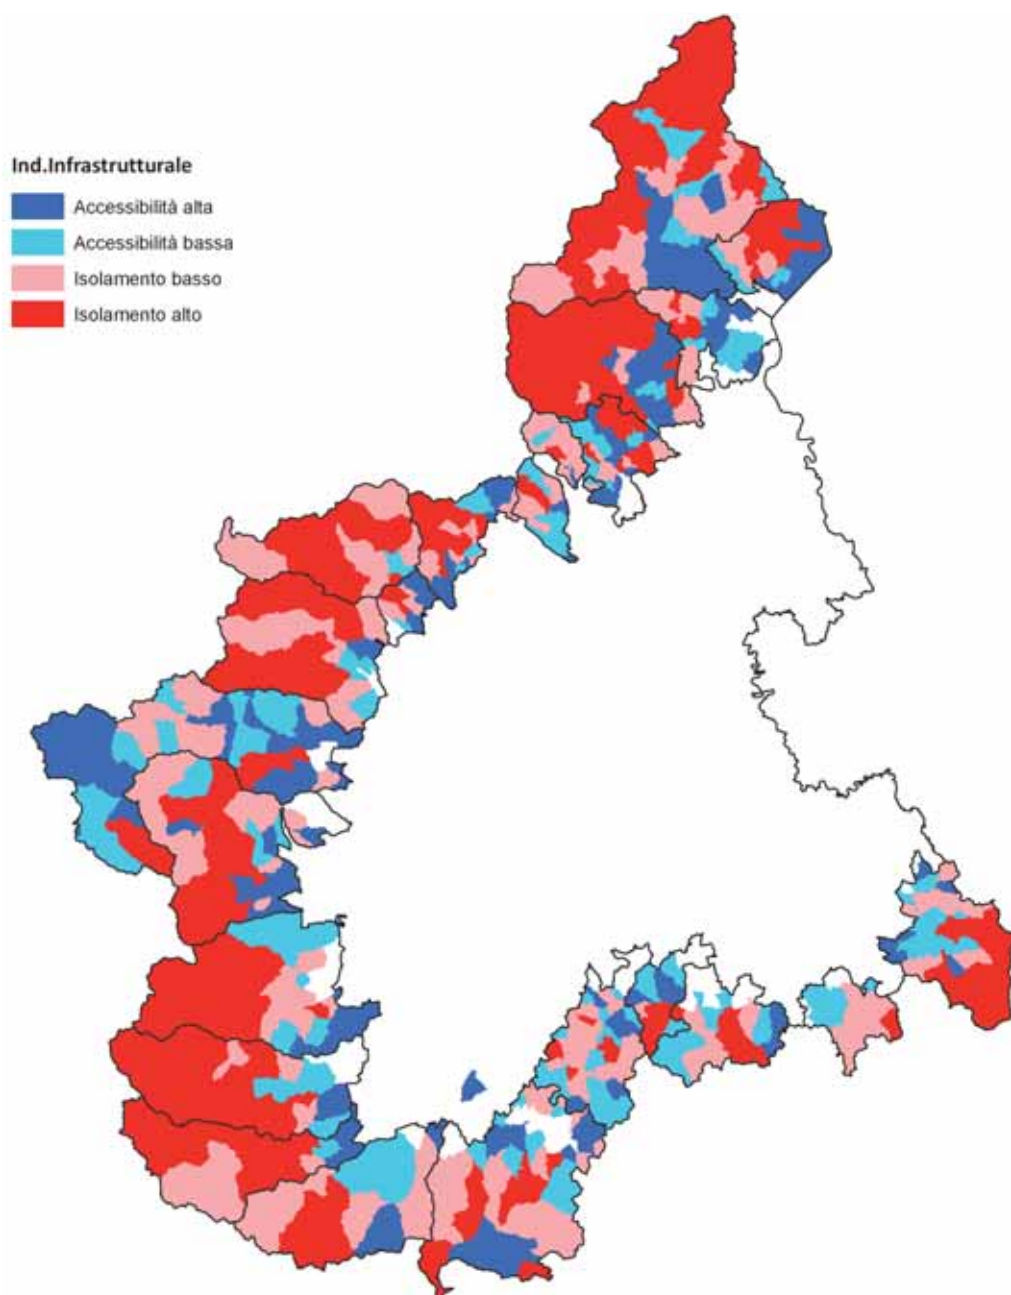 Ind.Infrastrutturale
Accessibilità alta
Accessibilità bassa
Isolamento basso
Isolamento alto